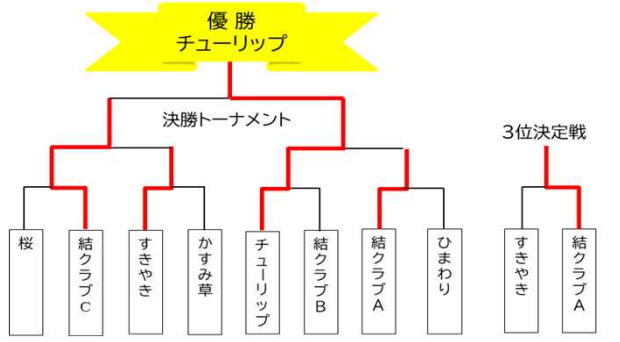 優勝
チューリップ
決勝トーナメント
3位決定戦
桜
結クラブC
すきやき
かすみ草
チューリップ
結クラブB
結クラブA
ひまわり
すきやき
結クラブA